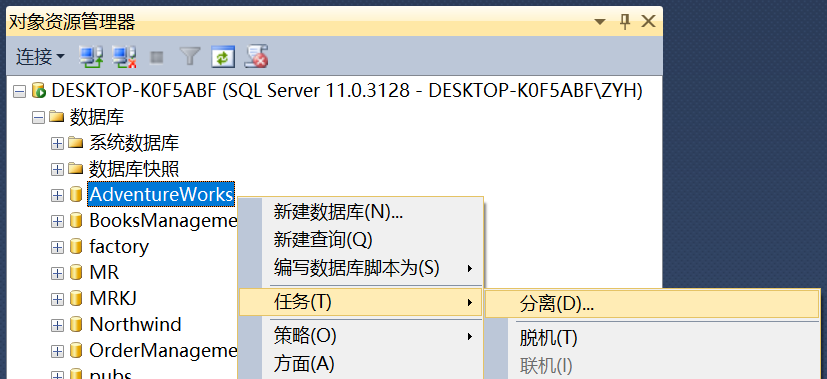 对象资源管理器
连接
DESKTOP-K0F5ABF (SQL Server 11.0.3128 - DESKTOP-K0F5ABF\ZYH)
数据库
系统数据库
数据库快照
AdventureWorks
BooksManageme
factory
MR
MRKJ
Northwind
OrderManageme
pubs
新建数据库(N)...
新建查询(Q)
编写数据库脚本为(S)
任务(T)
策略(O)
方面(A)
分离(D)...
脱机(T)
联机(I)